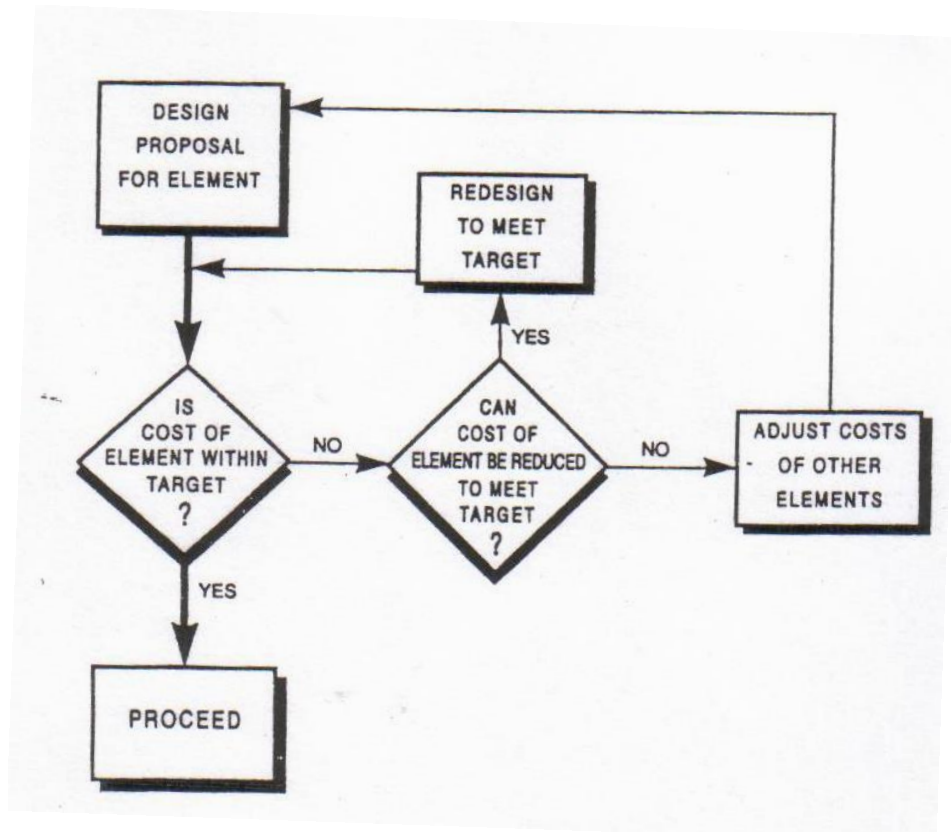 DESIGN
PROPOSAL
FOR ELEMENT
REDESIGN
TO MEET
TARGET
YES
IS
COST OF
ELEMENT WITHIN
TARGET
?
NO
CAN
COST OF
ELEMENT BE REDUCED
TO MEET
TARGET
?
NO
ADJUST COSTS
OF OTHER
ELEMENTS
YES
PROCEED